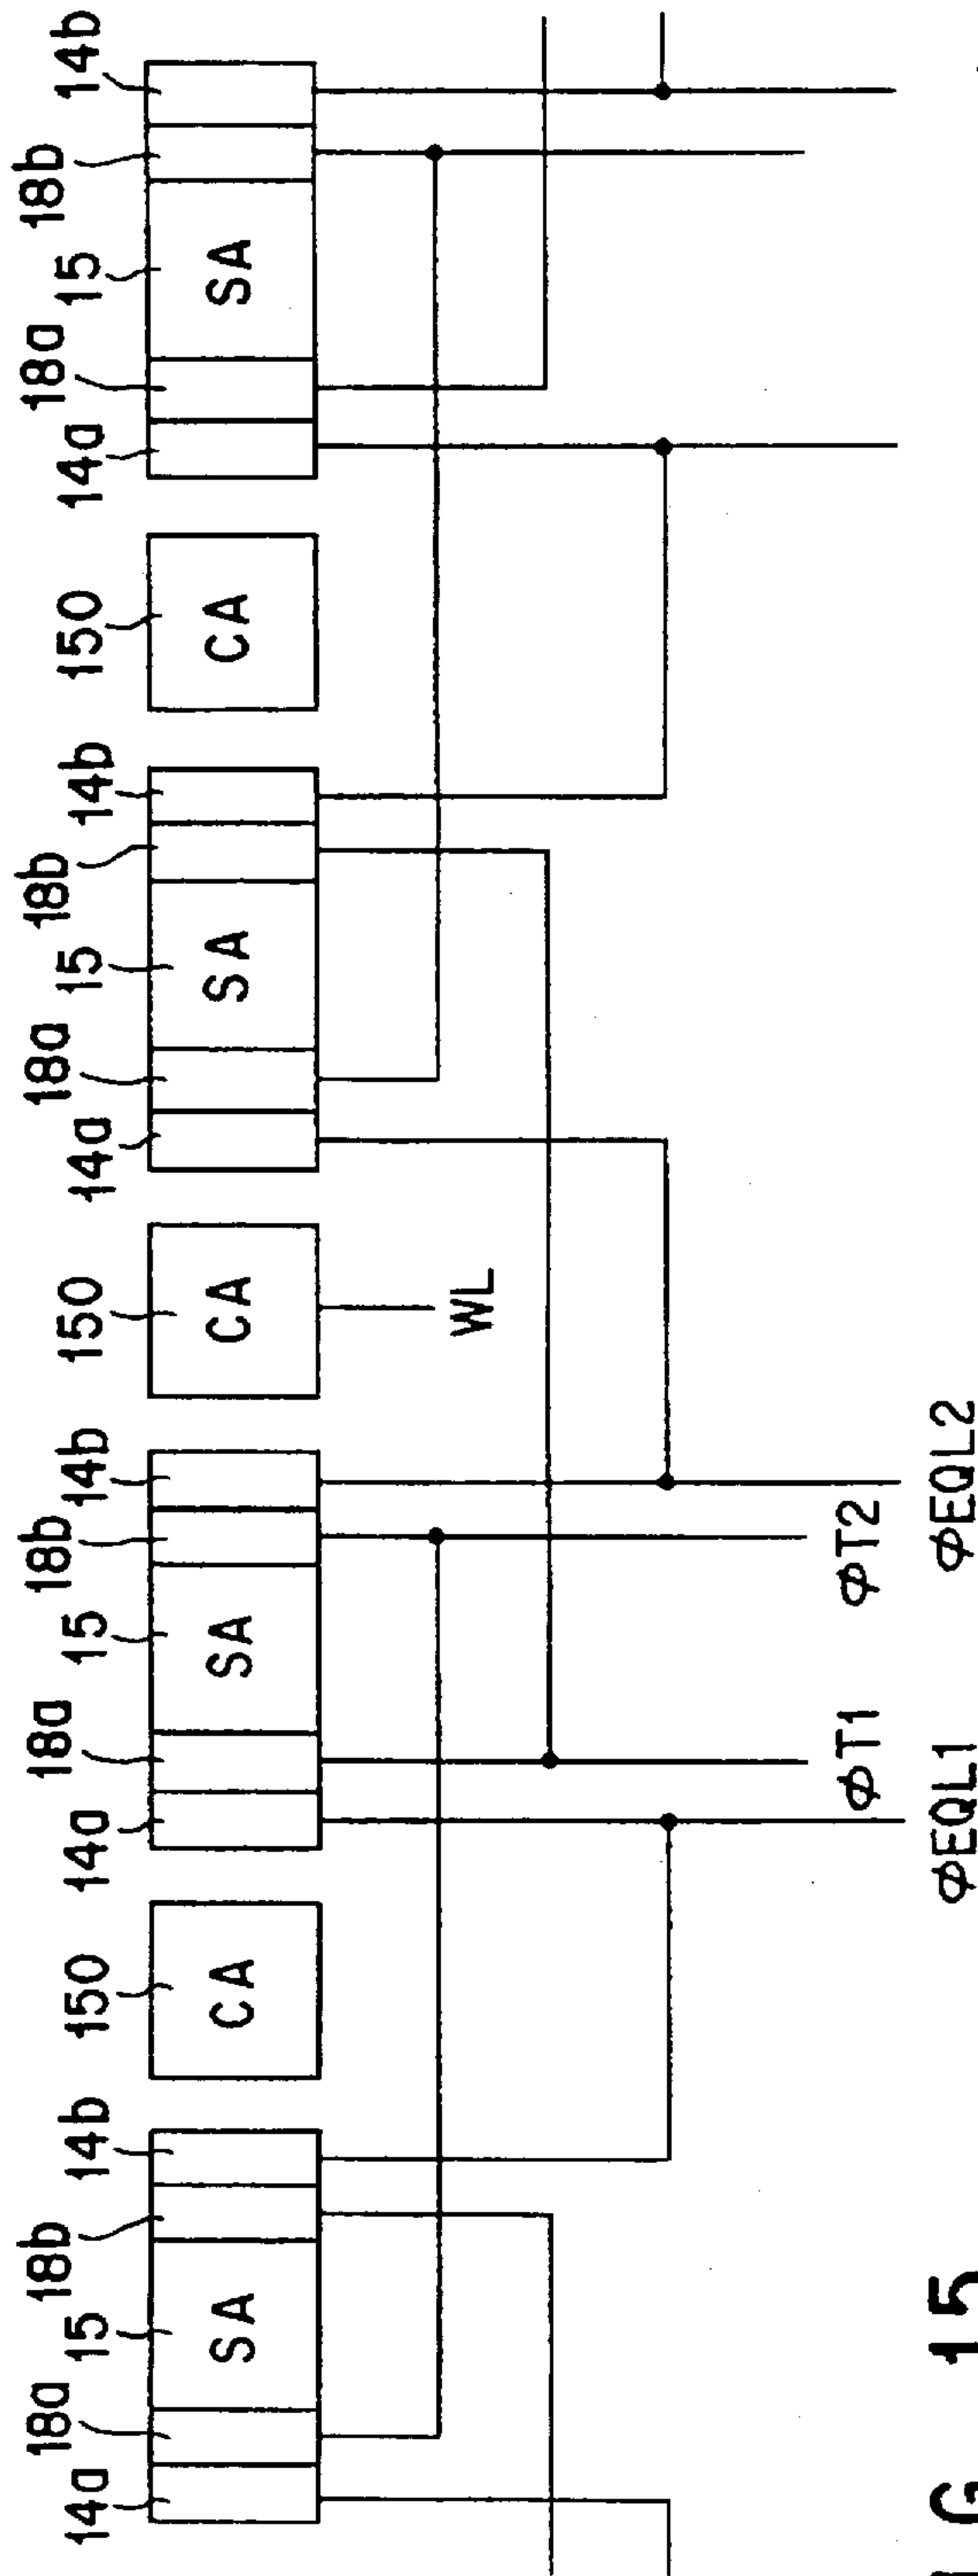 14a 18a 15 18b 14b 150 14a 18a 15 18b 14b 150 14a 18a 15 18b 14b 150 14a 18a 15 18b 14b
SA CA SA CA SA CA SA
WL
φT1 φT2
φEQL1 φEQL2
G 15